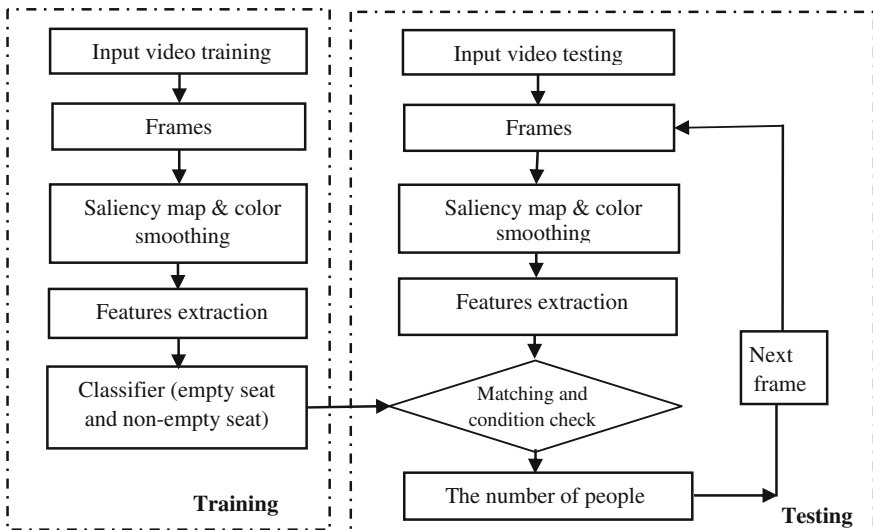 Input video training
Frames
Saliency map & color
smoothing
Features extraction
Classifier (empty seat
and non-empty seat)
Training
Input video testing
Frames
Saliency map & color
smoothing
Features extraction
Matching and
condition check
The number of people
Next
frame
Testing